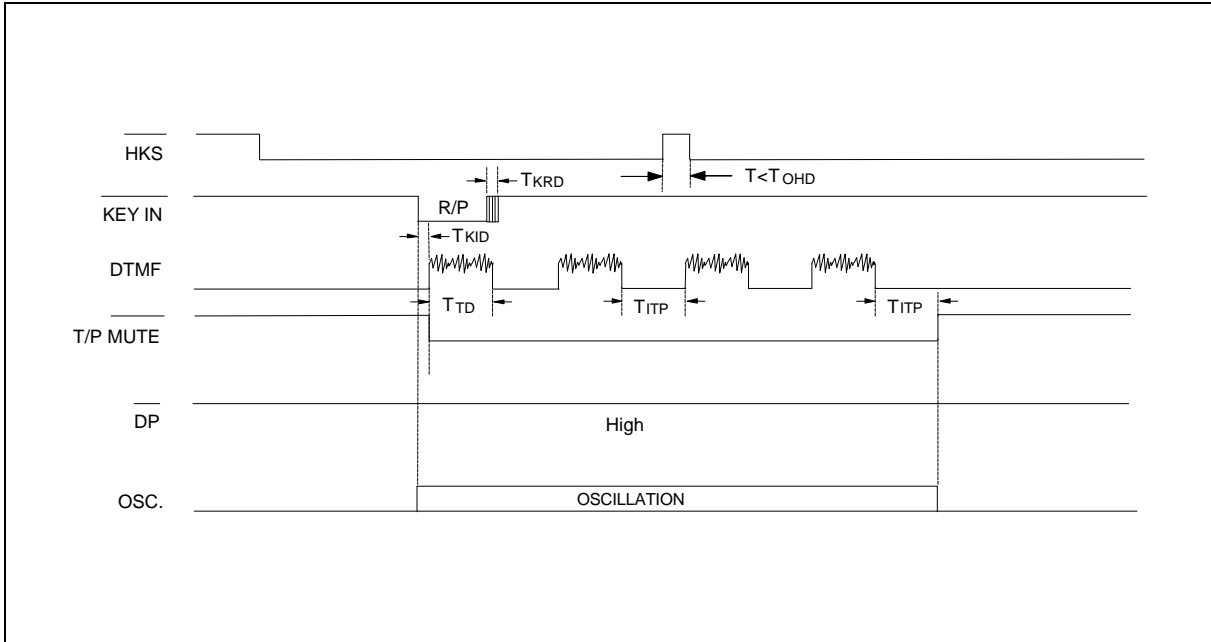 HKS
T<TOHD
TKRD
KEY IN
R/P
TKID
DTMF
TTD
TITP
TITP
T/P MUTE
DP
High
OSC.
OSCILLATION